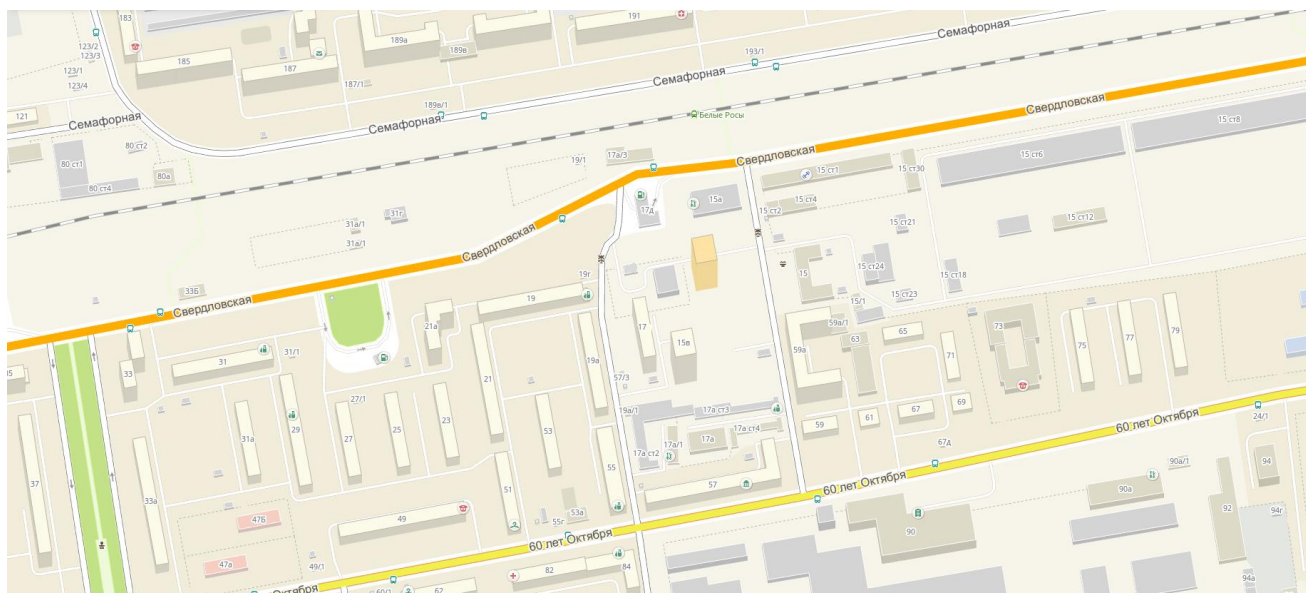 183
191
123/2
123/3
189а
189в
193/1
Семафорная
185
187
123/1
187/1
Семафорная
123/4
189в/1
Свердловская
121
Семафорная
Семафорная
Белые Росы
15 ст8
80 ст2
17а/3
Свердловская
80 ст1
19/1
15 ст6
80а
15 ст1
15 ст30
80 ст4
15а
15 ст4
31г
17д
15 ст2
15 ст12
31а/1
15 ст21
31а/1
Свердловская
15
15 ст24
19г
15 ст18
33Б
Свердловская
19
15 ст23
15/1
17
21а
59а/1
65
73
75
77
79
63
15в
19а
59а
31/1
21
31
71
33
35
57/3
27/1
19а/1
17а ст3
69
67
61
59
24/1
29
27
25
23
53
60 лет Октября
31а
17а
17а ст4
17а/1
67д
17а ст2
90а/1
94
55
37
33а
60 лет Октября
57
51
90а
92
94г
47Б
49
53а
55г
90
60 лет Октября
47а
49/1
82
84
94а
60/1
62
Октября